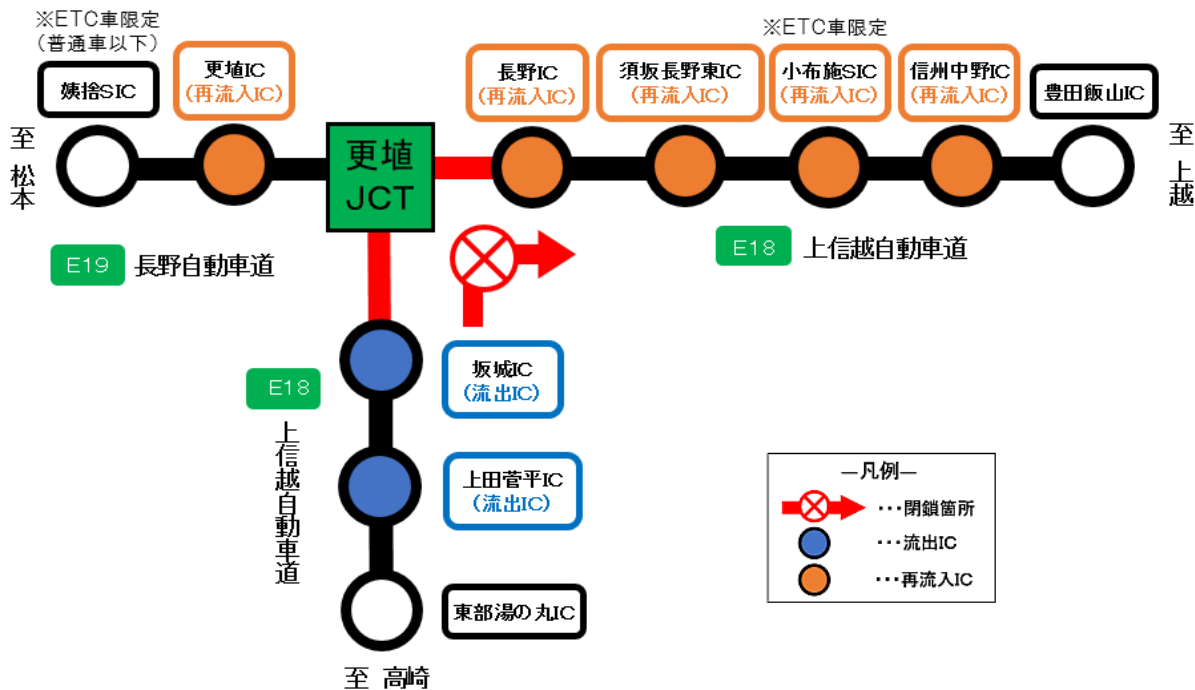 ※ETC車限定
(普通車以下)
姨捨SIC
更埴IC
(再流入IC)
長野IC
(再流入IC)
須坂長野東IC
(再流入IC)
※ETC車限定
小布施SIC
(再流入IC)
信州中野IC
(再流入IC)
豊田飯山IC
至 松本
更埴
JCT
至 上越
E19 長野自動車道
E18 上信越自動車道
E18
上信越自動車道
坂城IC
(流出IC)
上田菅平IC
(流出IC)
東部湯の丸IC
至 高崎
―凡例―
・・・閉鎖箇所
・・・流出IC
・・・再流入IC